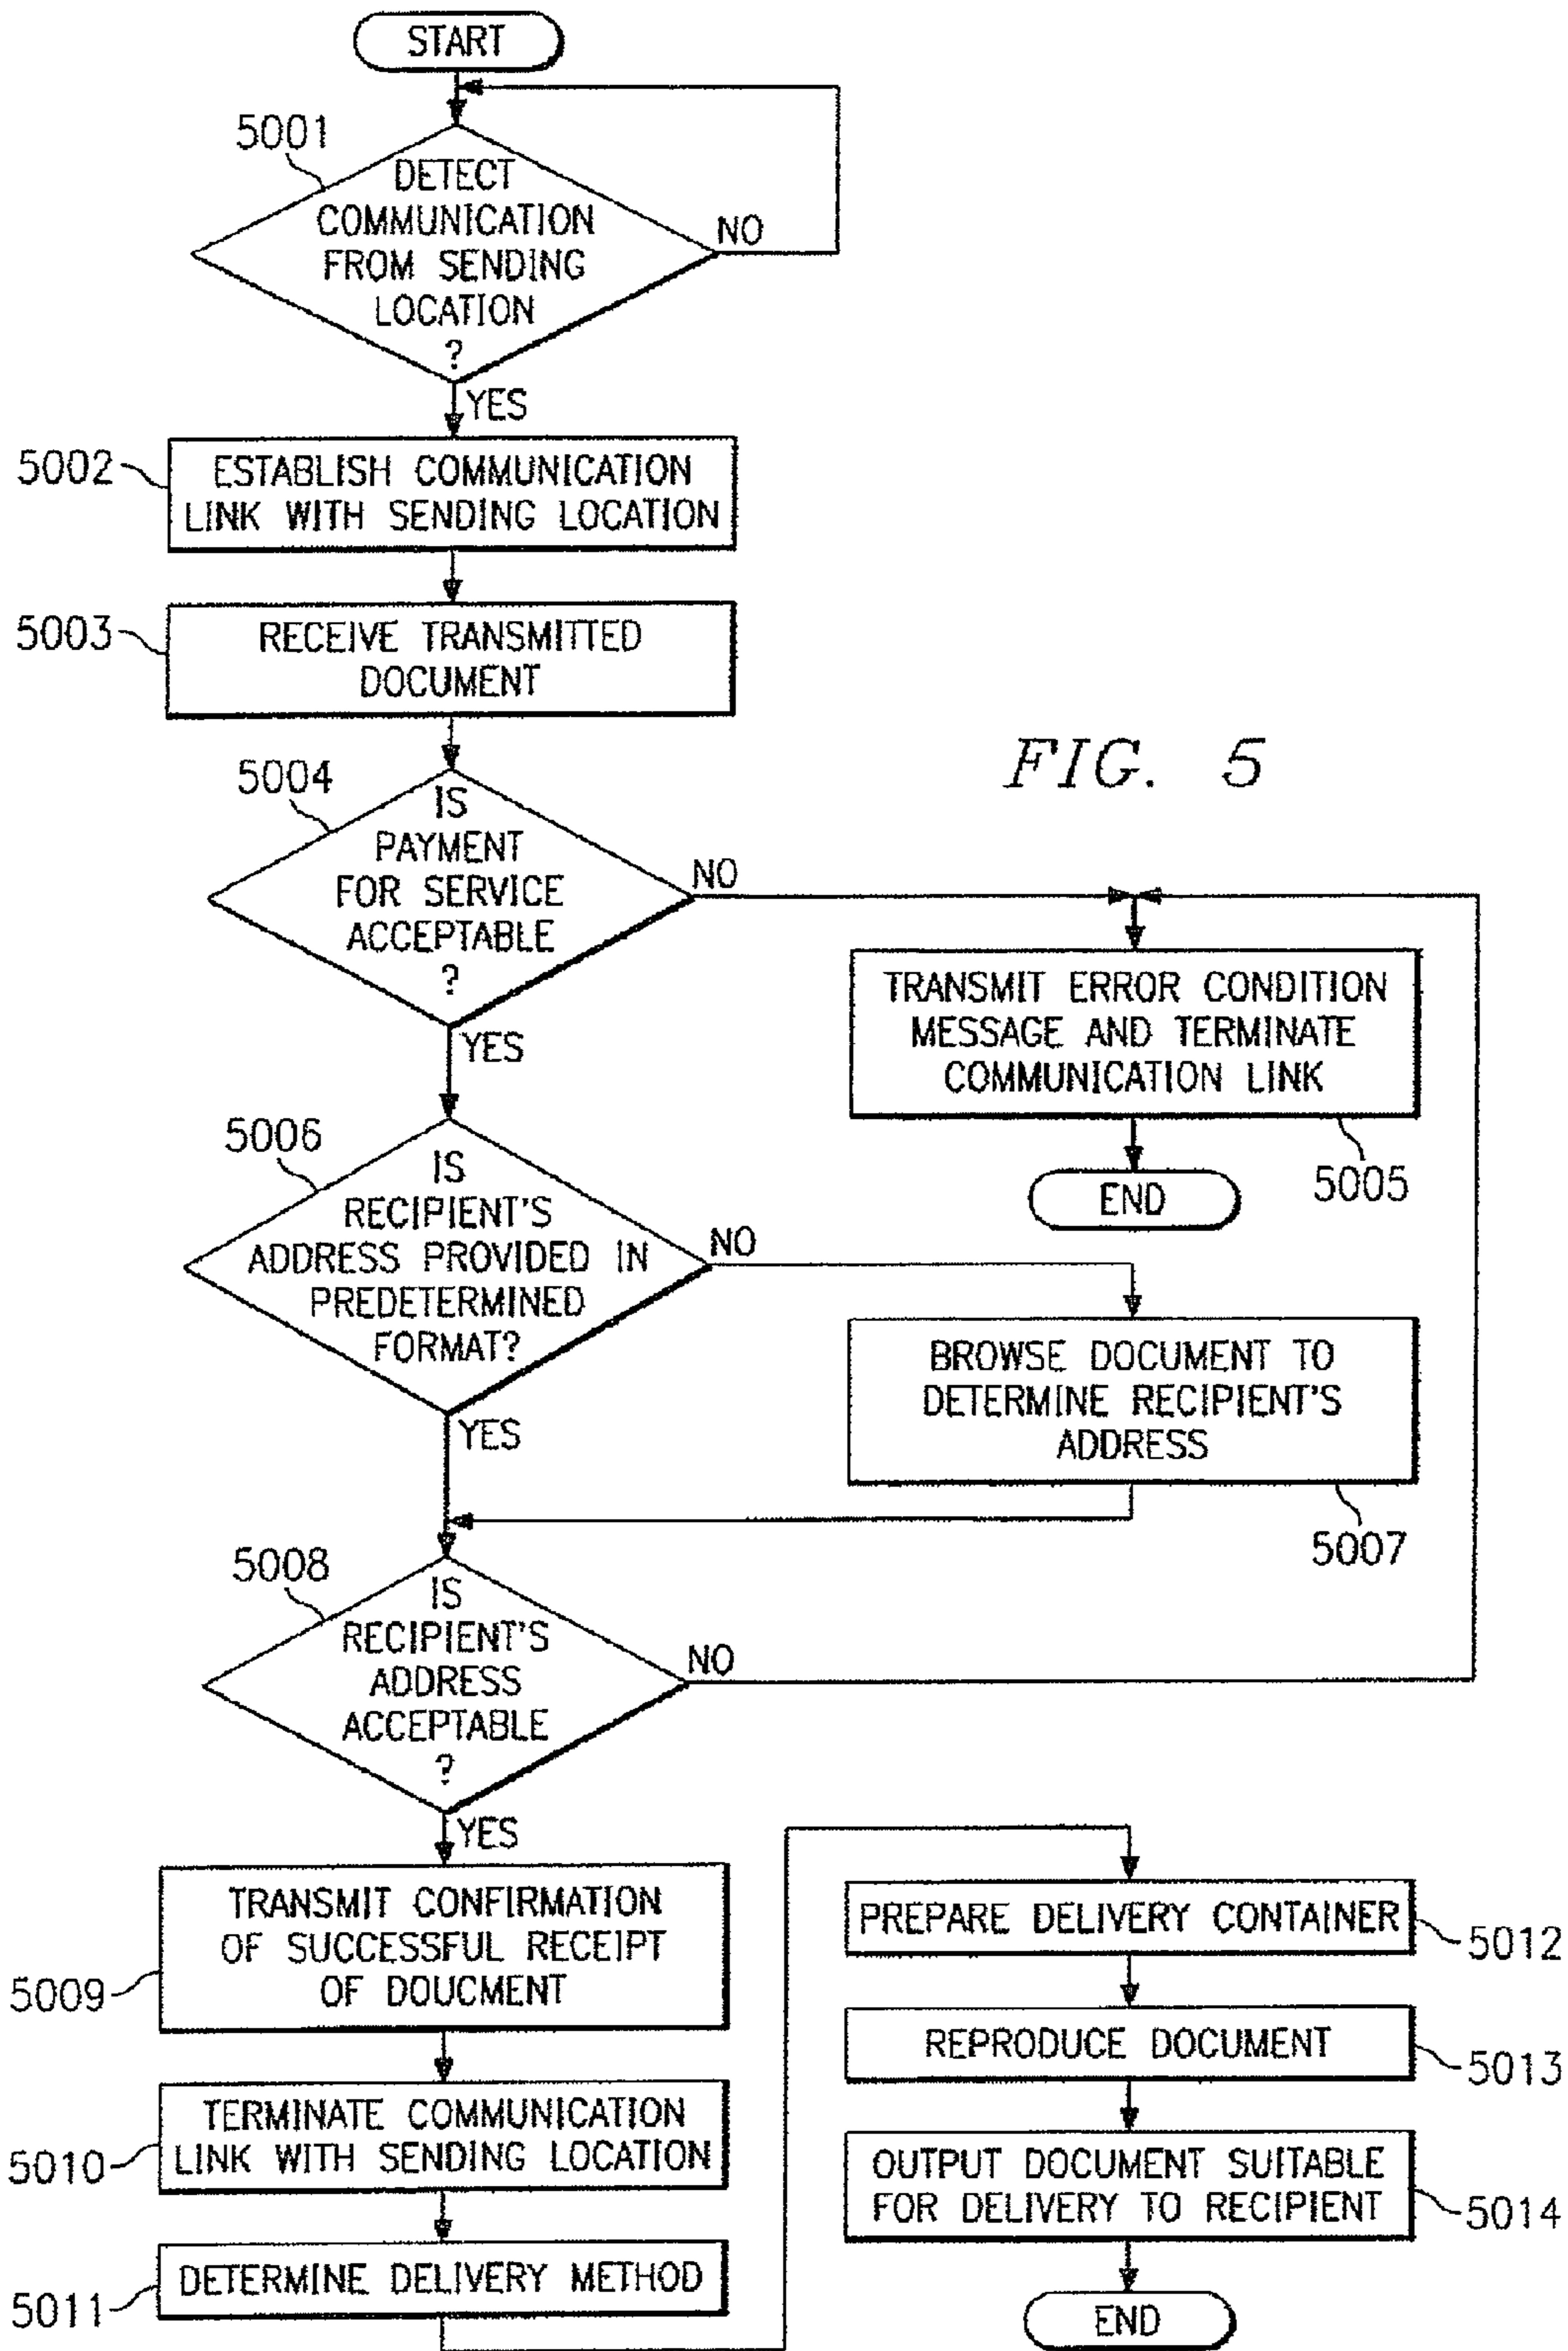 START
5001
DETECT
COMMUNICATION
FROM SENDING
LOCATION
?
NO
YES
5002
ESTABLISH COMMUNICATION
LINK WITH SENDING LOCATION
5003
RECEIVE TRANSMITTED
DOCUMENT
FIG. 5
5004
IS
PAYMENT
FOR SERVICE
ACCEPTABLE
?
NO
YES
TRANSMIT ERROR CONDITION
MESSAGE AND TERMINATE
COMMUNICATION LINK
5005
END
5006
IS
RECIPIENT'S
ADDRESS PROVIDED IN
PREDETERMINED
FORMAT?
NO
YES
BROWSE DOCUMENT TO
DETERMINE RECIPIENT'S
ADDRESS
5007
5008
IS
RECIPIENT'S
ADDRESS
ACCEPTABLE
?
NO
YES
TRANSMIT CONFIRMATION
OF SUCCESSFUL RECEIPT
OF DOUCMENT
5009
TERMINATE COMMUNICATION
LINK WITH SENDING LOCATION
5010
DETERMINE DELIVERY METHOD
5011
PREPARE DELIVERY CONTAINER
5012
REPRODUCE DOCUMENT
5013
OUTPUT DOCUMENT SUITABLE
FOR DELIVERY TO RECIPIENT
5014
END